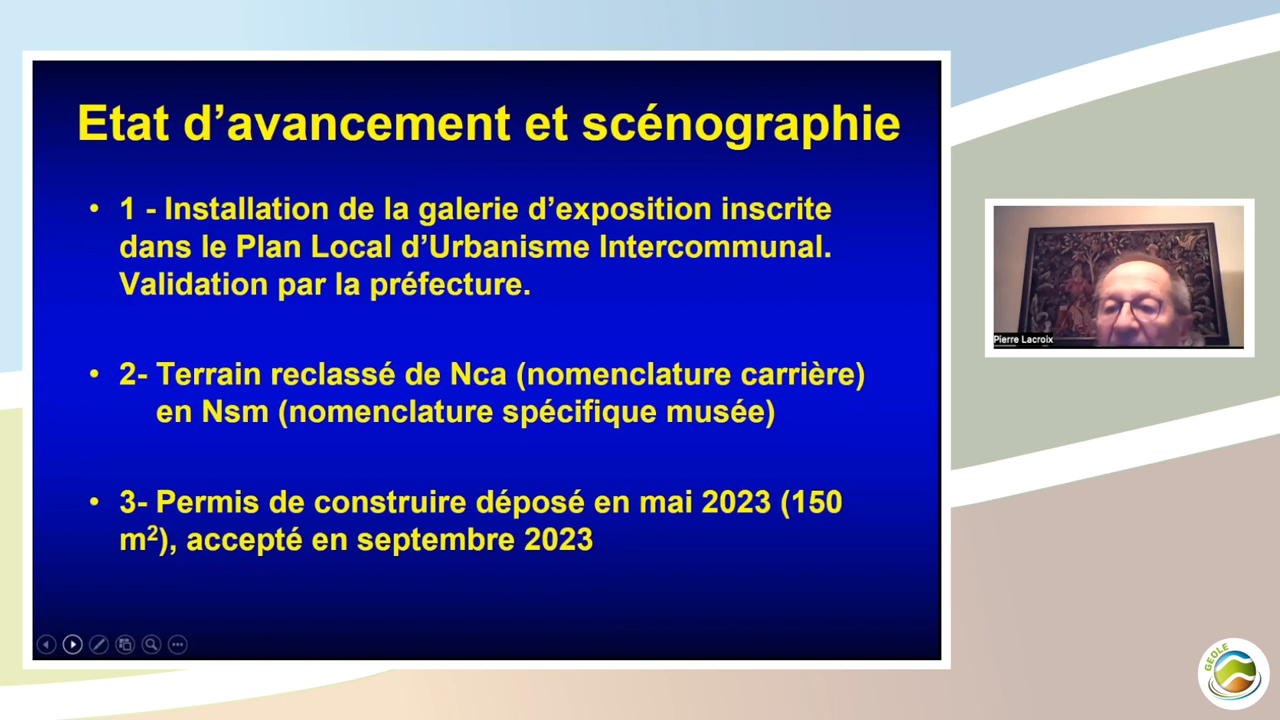 Etat d’avancement et scénographie
• 1 - Installation de la galerie d’exposition inscrite
dans le Plan Local d’Urbanisme Intercommunal.
Validation par la préfecture.
• 2- Terrain reclassé de Nca (nomenclature carrière)
en Nsm (nomenclature spécifique musée)
• 3- Permis de construire déposé en mai 2023 (150
m²), accepté en septembre 2023
Pierre Lacroix
GEOLE